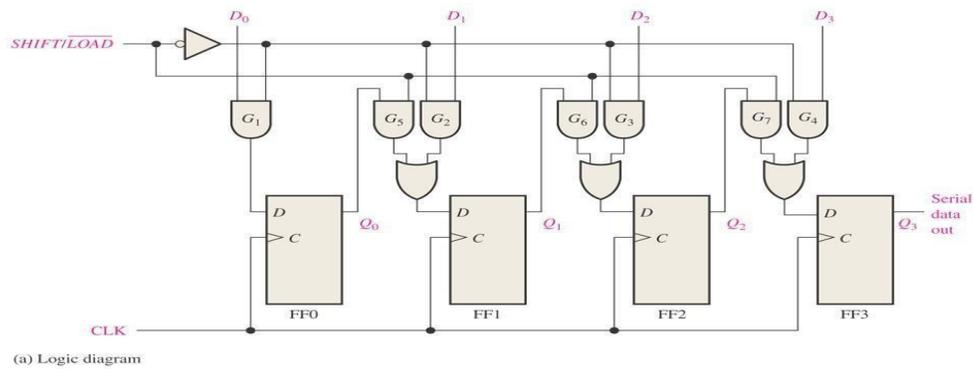 D₀ D₁ D₂ D₃
SHIFT/L̅O̅A̅D̅
G₁ G₅ G₂ G₆ G₃ G₇ G₄
D D D D
Q₀ Q₁ Q₂ Q₃
Serial
data
out
C C C C
FF0 FF1 FF2 FF3
CLK
(a) Logic diagram